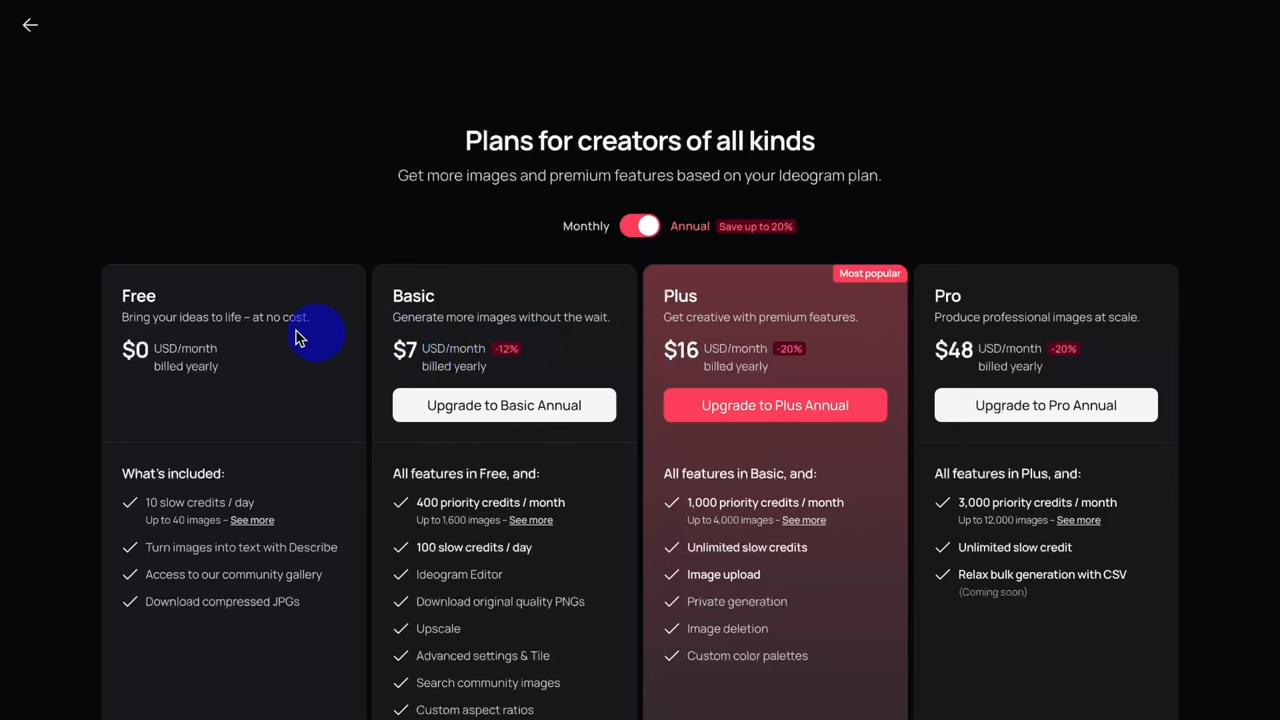 Plans for creators of all kinds
Get more images and premium features based on your Ideogram plan.
Monthly Annual Save up to 20%
Free
Bring your ideas to life – at no cost.
$0 USD/month
billed yearly
What's included:
10 slow credits / day
Up to 40 images – See more
Turn images into text with Describe
Access to our community gallery
Download compressed JPGs
Basic
Generate more images without the wait.
$7 USD/month -12%
billed yearly
Upgrade to Basic Annual
All features in Free, and:
400 priority credits / month
Up to 1,600 images – See more
100 slow credits / day
Ideogram Editor
Download original quality PNGs
Upscale
Advanced settings & Tile
Search community images
Custom aspect ratios
Most popular
Plus
Get creative with premium features.
$16 USD/month -20%
billed yearly
Upgrade to Plus Annual
All features in Basic, and:
1,000 priority credits / month
Up to 4,000 images – See more
Unlimited slow credits
Image upload
Private generation
Image deletion
Custom color palettes
Pro
Produce professional images at scale.
$48 USD/month -20%
billed yearly
Upgrade to Pro Annual
All features in Plus, and:
3,000 priority credits / month
Up to 12,000 images – See more
Unlimited slow credit
Relax bulk generation with CSV
(Coming soon)